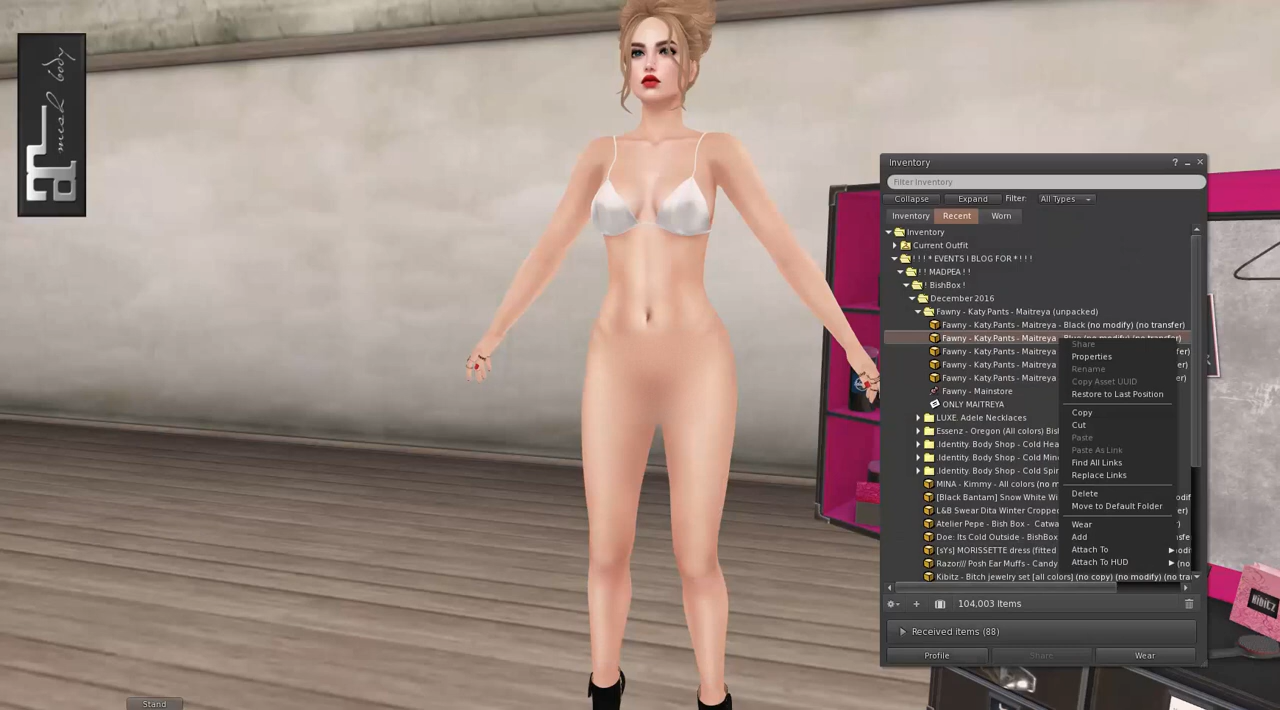 mesh body
Inventory
?
Filter Inventory
Collapse Expand Filter: All Types
Inventory Recent Worn
Inventory
Current Outfit
! ! ! * EVENTS I BLOG FOR * ! ! !
! ! MADPEA ! !
! BishBox !
December 2016
Fawny - Katy.Pants - Maitreya (unpacked)
Fawny - Katy.Pants - Maitreya - Black (no modify) (no transfer)
Fawny - Katy.Pants - Maitreya - Blue (no modify) (no transfer)
Fawny - Katy.Pants - Maitreya
Fawny - Katy.Pants - Maitreya
Fawny - Katy.Pants - Maitreya
Fawny - Mainstore
ONLY MAITREYA
LUXE. Adele Necklaces
Essenz - Oregon (All colors)
.Identity. Body Shop - Cold
.Identity. Body Shop - Cold
.Identity. Body Shop - Cold
MINA - Kimmy - All colors (no
[Black Bantam] Snow White
L&B Swear Dita Winter Cropped
Atelier Pepe - Bish Box -
Doe: Its Cold Outside - BishBox
[sYs] MORISSETTE dress (fitted
Razor/// Posh Ear Muffs - Candy
Kibitz - Bitch jewelry set [all colors] (no copy) (no modify) (no
Share
Properties
Rename
Copy Asset UUID
Restore to Last Position
Copy
Cut
Paste
Paste As Link
Find All Links
Replace Links
Delete
Move to Default Folder
Wear
Add
Attach To
Attach To HUD
104,003 Items
Received items (88)
Profile Share Wear
KIBITZ
Stand